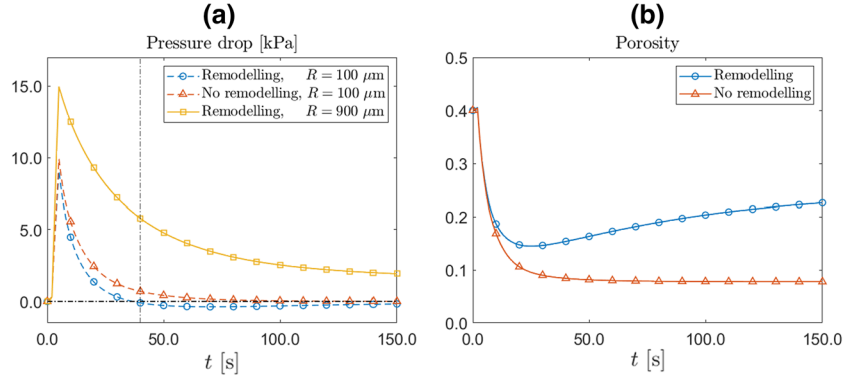 (a)
Pressure drop [kPa]
15.0
10.0
5.0
0.0
Remodelling, R = 100 μm
No remodelling, R = 100 μm
Remodelling, R = 900 μm
0.0 50.0 100.0 150.0
t [s]
(b)
Porosity
0.5
0.4
0.3
0.2
0.1
0.0
Remodelling
No remodelling
0.0 50.0 100.0 150.0
t [s]